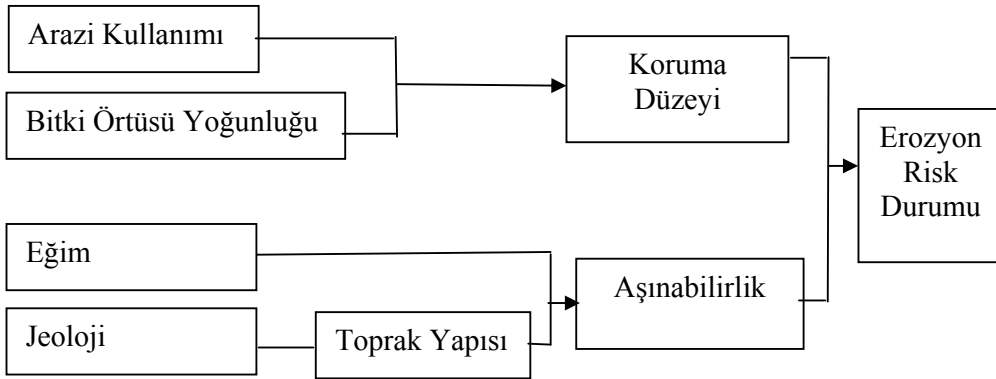 Arazi Kullanımı
Bitki Örtüsü Yoğunluğu
Koruma
Düzeyi
Erozyon
Risk
Durumu
Eğim
Aşınabilirlik
Jeoloji
Toprak Yapısı